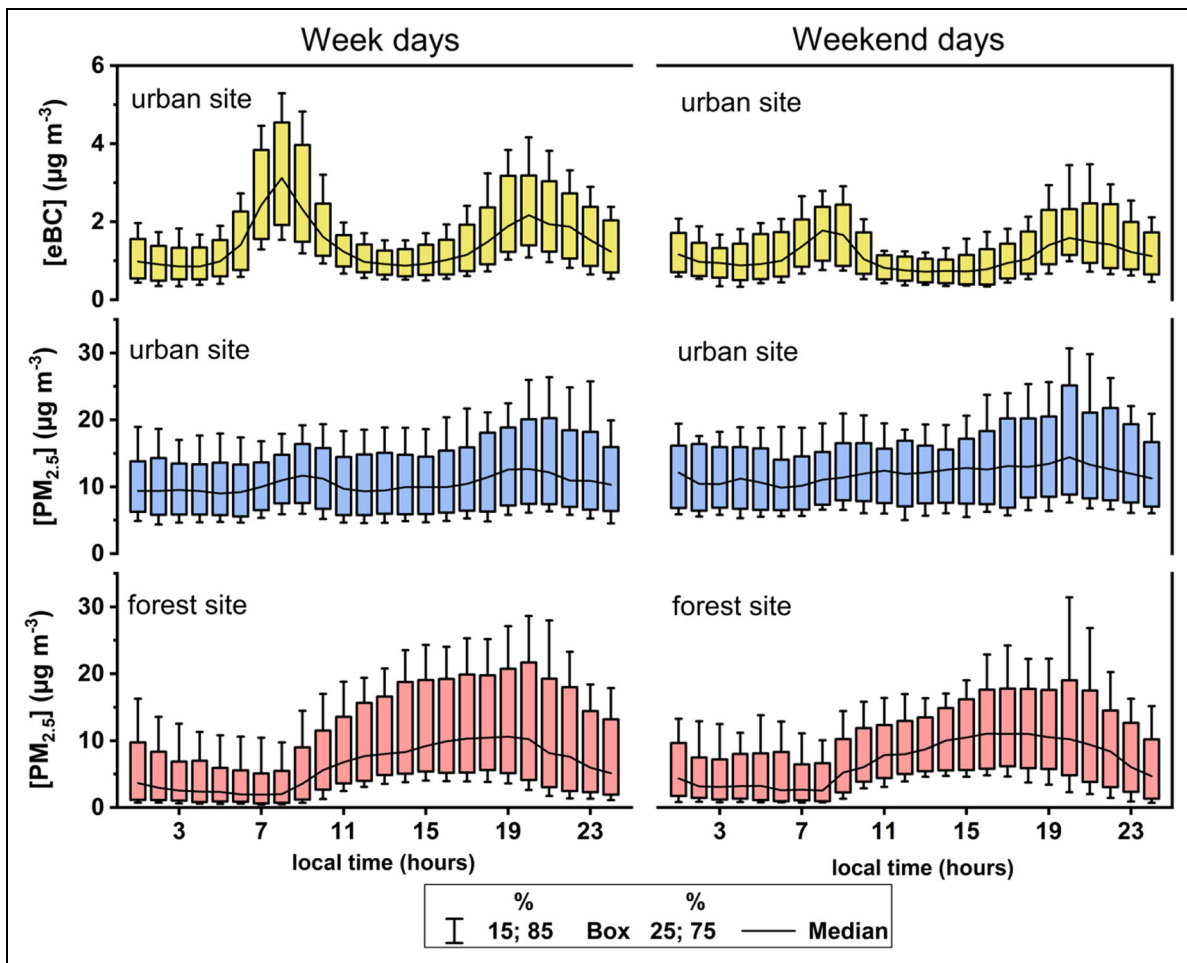 Week days
Weekend days
[eBC] (µg m⁻³)
6
4
2
0
urban site
urban site
[PM₂.₅] (µg m⁻³)
30
20
10
0
urban site
urban site
[PM₂.₅] (µg m⁻³)
30
20
10
0
forest site
forest site
3 7 11 15 19 23
3 7 11 15 19 23
local time (hours)
local time (hours)
% %
15; 85 Box 25; 75 Median